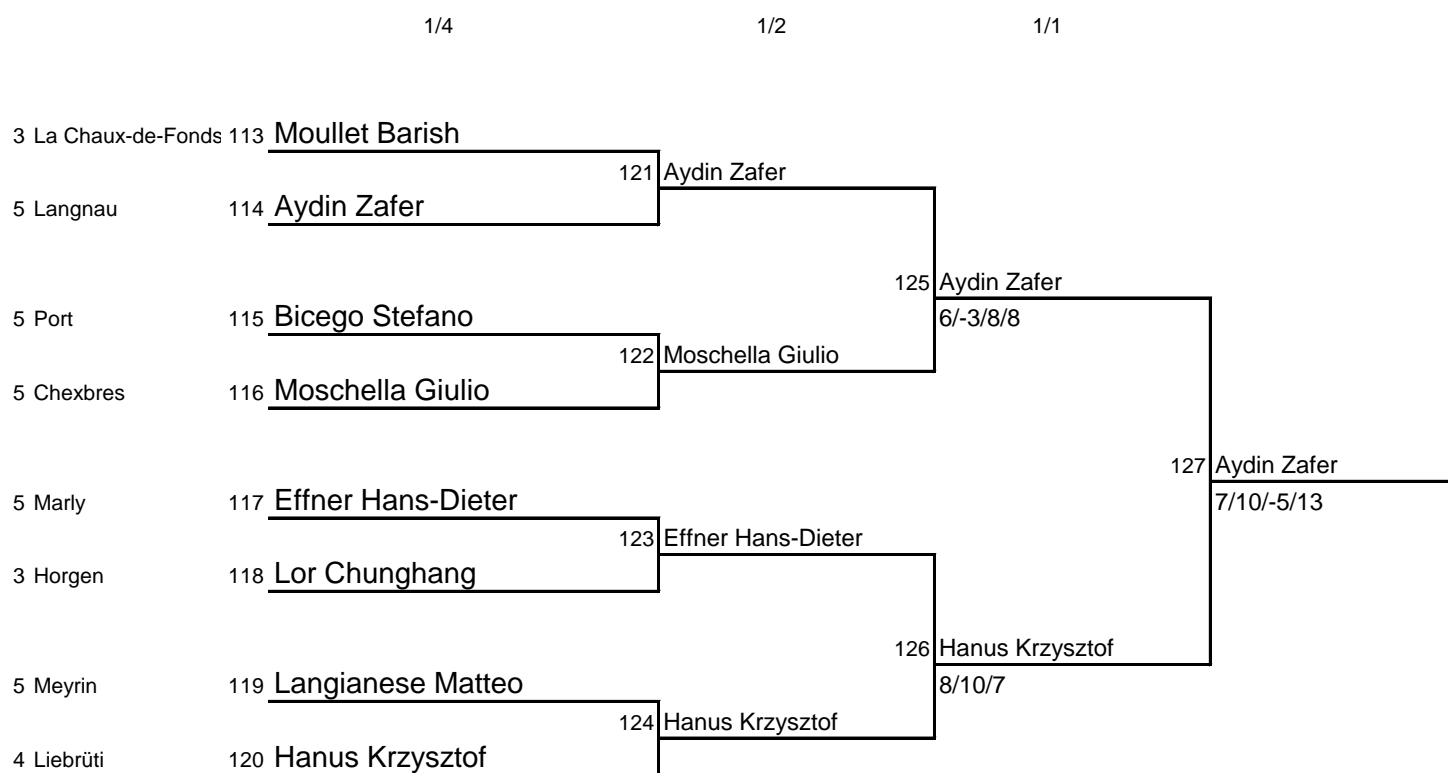 1/4 1/2 1/1
3 La Chaux-de-Fonds 113 Moullet Barish
121 Aydin Zafer
5 Langnau 114 Aydin Zafer
125 Aydin Zafer
5 Port 115 Bicego Stefano
6/-3/8/8
122 Moschella Giulio
5 Chexbres 116 Moschella Giulio
127 Aydin Zafer
5 Marly 117 Effner Hans-Dieter
7/10/-5/13
123 Effner Hans-Dieter
3 Horgen 118 Lor Chunghang
126 Hanus Krzysztof
5 Meyrin 119 Langianese Matteo
8/10/7
124 Hanus Krzysztof
4 Liebrüti 120 Hanus Krzysztof